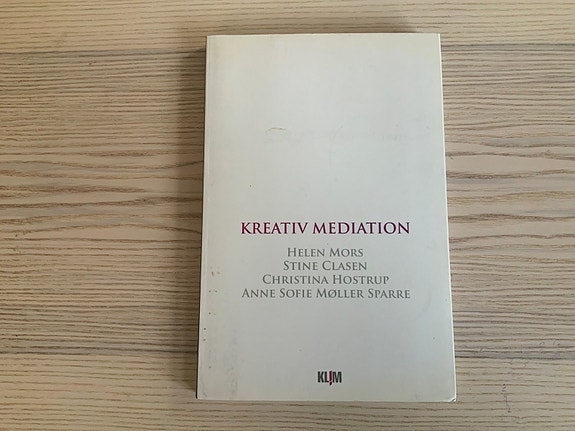 KREATIV MEDIATION
HELEN MORS
STINE CLASEN
CHRISTINA HOSTRUP
ANNE SOFIE MØLLER SPARRE
KLIM